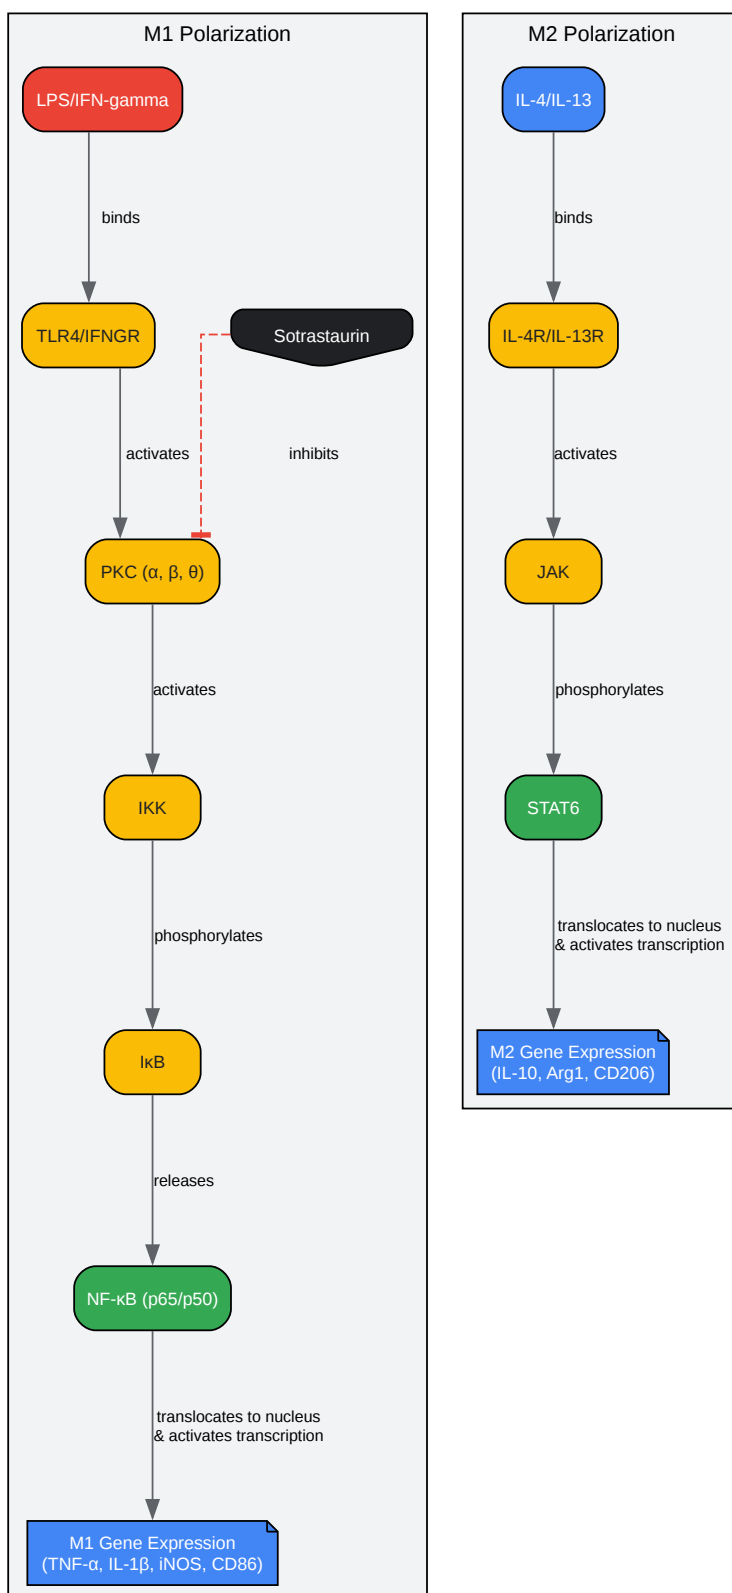 M1 Polarization
LPS/IFN-gamma
binds
TLR4/IFNGR
Sotrastaurin
activates
inhibits
PKC (α, β, θ)
activates
IKK
phosphorylates
IκB
releases
NF-κB (p65/p50)
translocates to nucleus
& activates transcription
M1 Gene Expression
(TNF-α, IL-1β, iNOS, CD86)
M2 Polarization
IL-4/IL-13
binds
IL-4R/IL-13R
activates
JAK
phosphorylates
STAT6
translocates to nucleus
& activates transcription
M2 Gene Expression
(IL-10, Arg1, CD206)